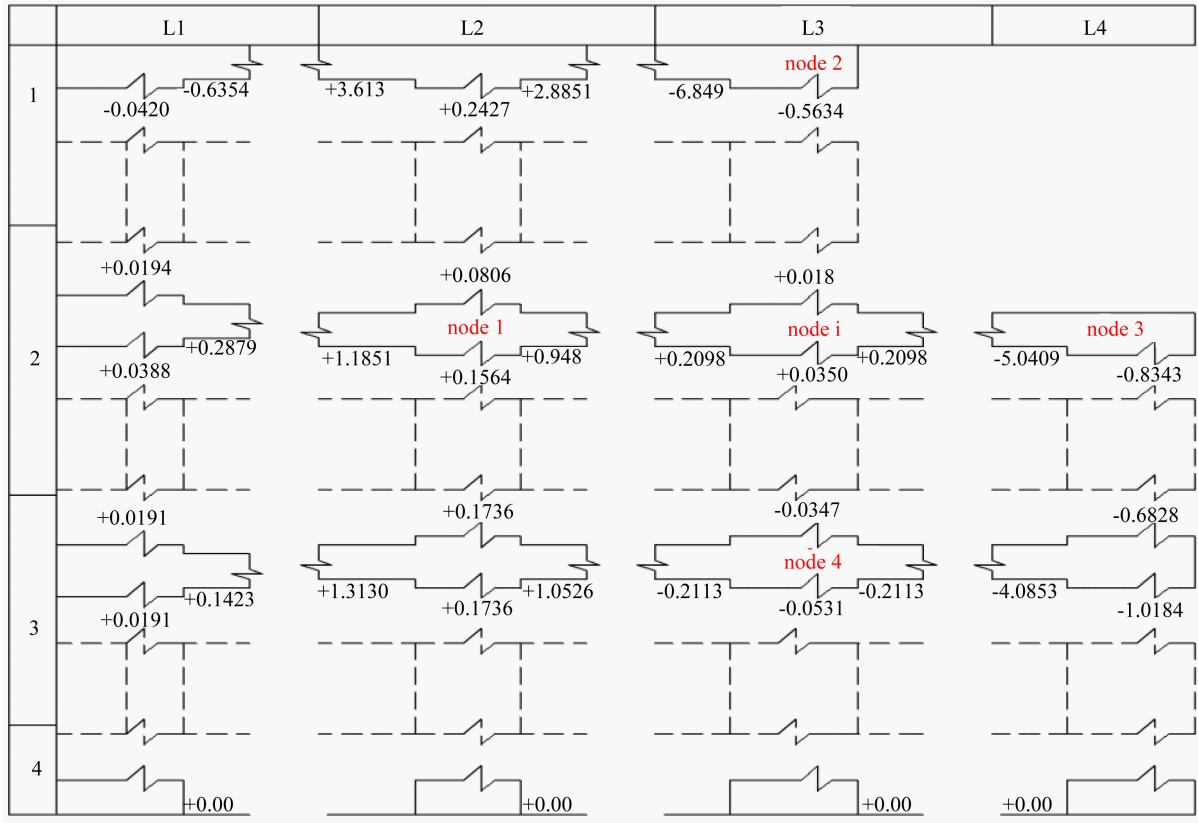 L1 L2 L3 L4
1 node 2
-0.6354 +3.613 +2.8851 -6.849
-0.0420 +0.2427 -0.5634
+0.0194 +0.0806 +0.018
2 node 1 node i node 3
+0.2879 +1.1851 +0.948 +0.2098 +0.2098 -5.0409
+0.0388 +0.1564 +0.0350 -0.8343
+0.0191 +0.1736 -0.0347 -0.6828
node 4
3 +0.1423 +1.3130 +1.0526 -0.2113 -0.2113 -4.0853
+0.0191 +0.1736 -0.0531 -1.0184
4
+0.00 +0.00 +0.00 +0.00